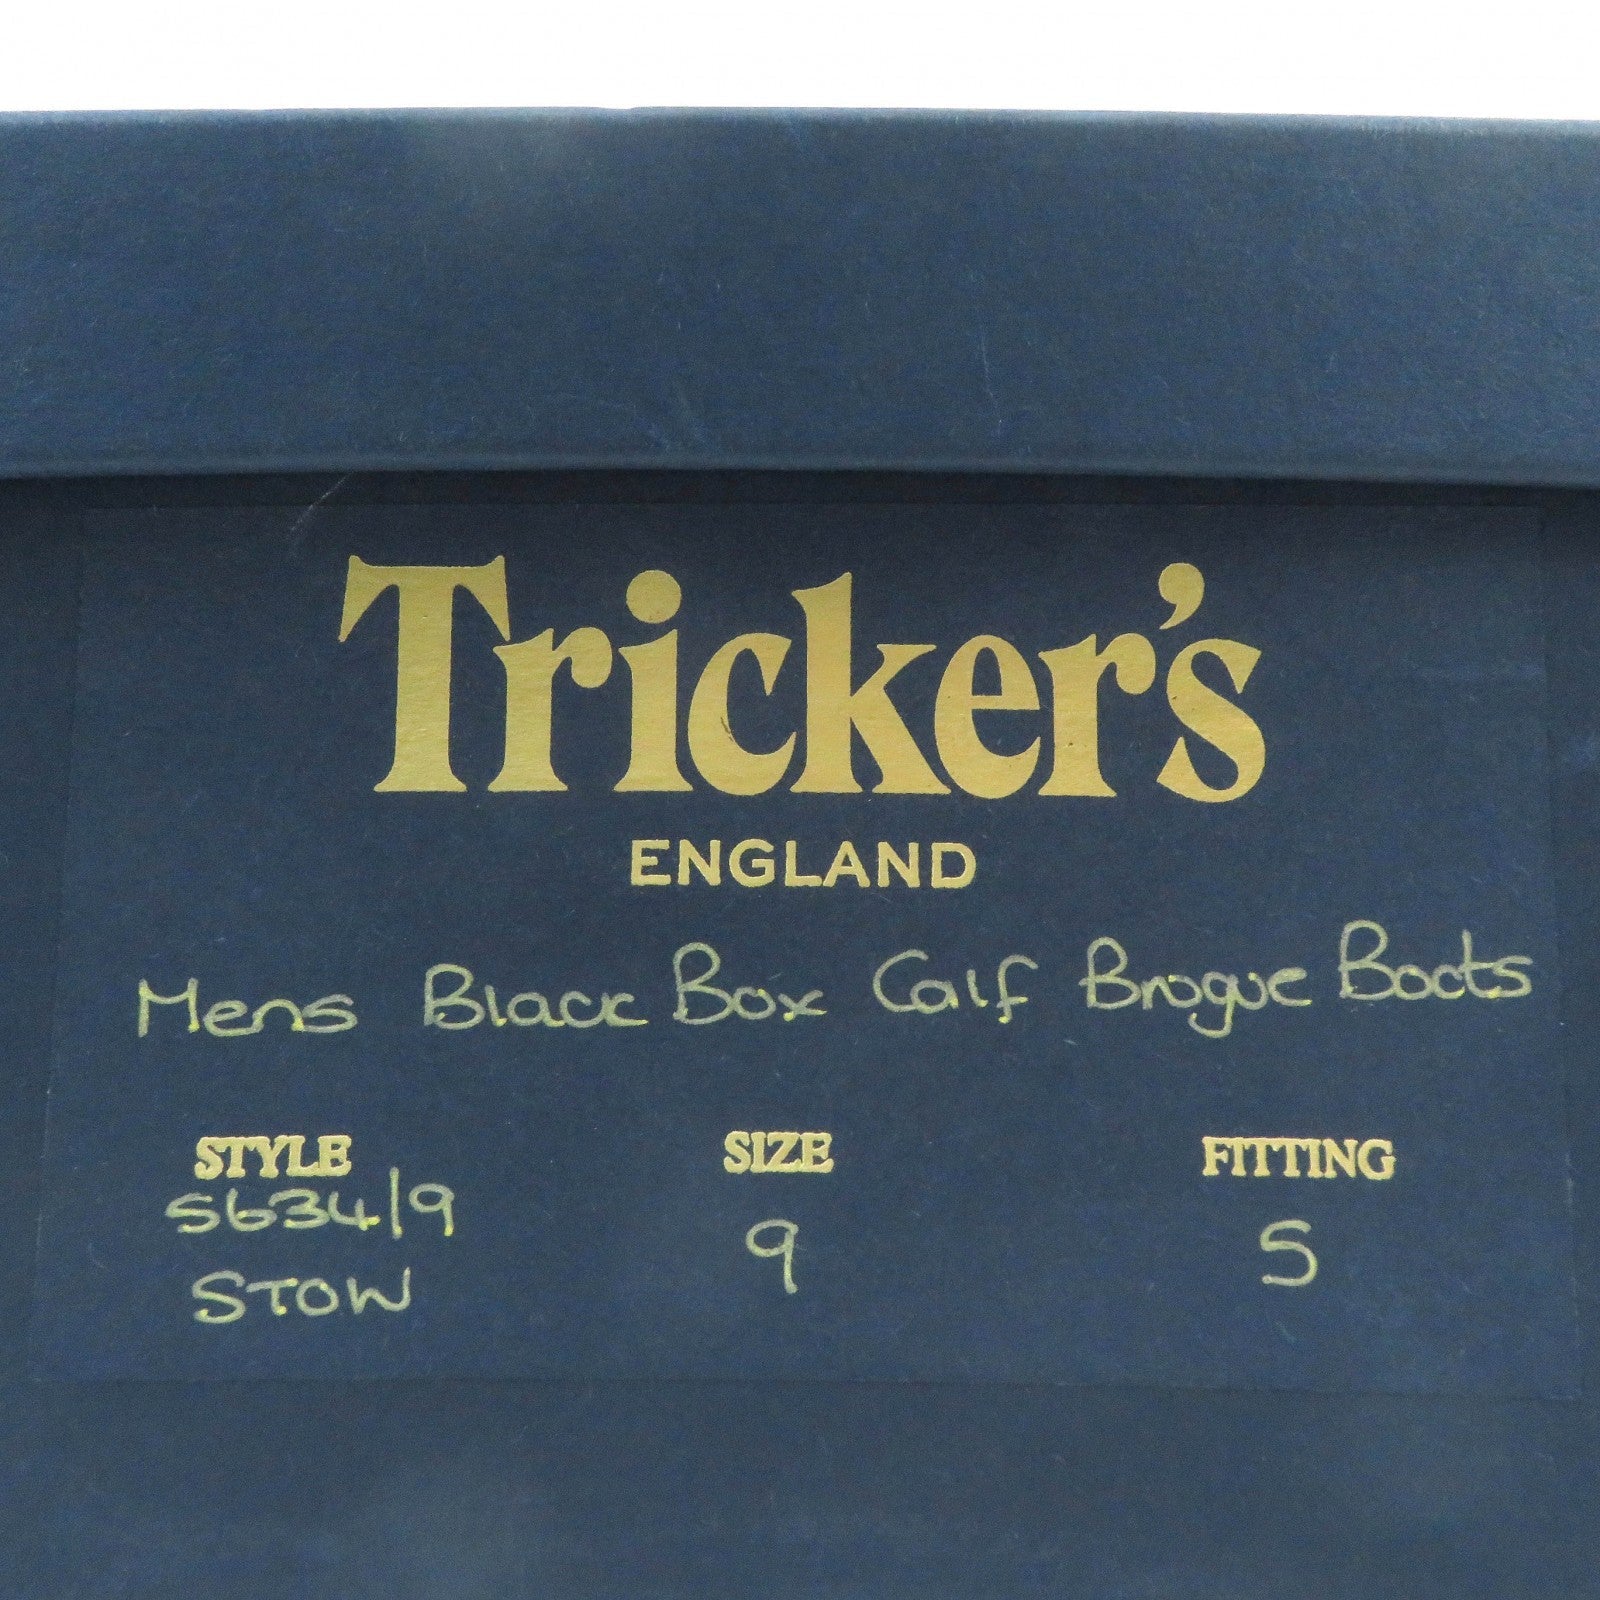 Tricker's
ENGLAND
Mens Black Box Calf Brogue Boots
STYLE SIZE FITTING
5634/9 9 5
STOW